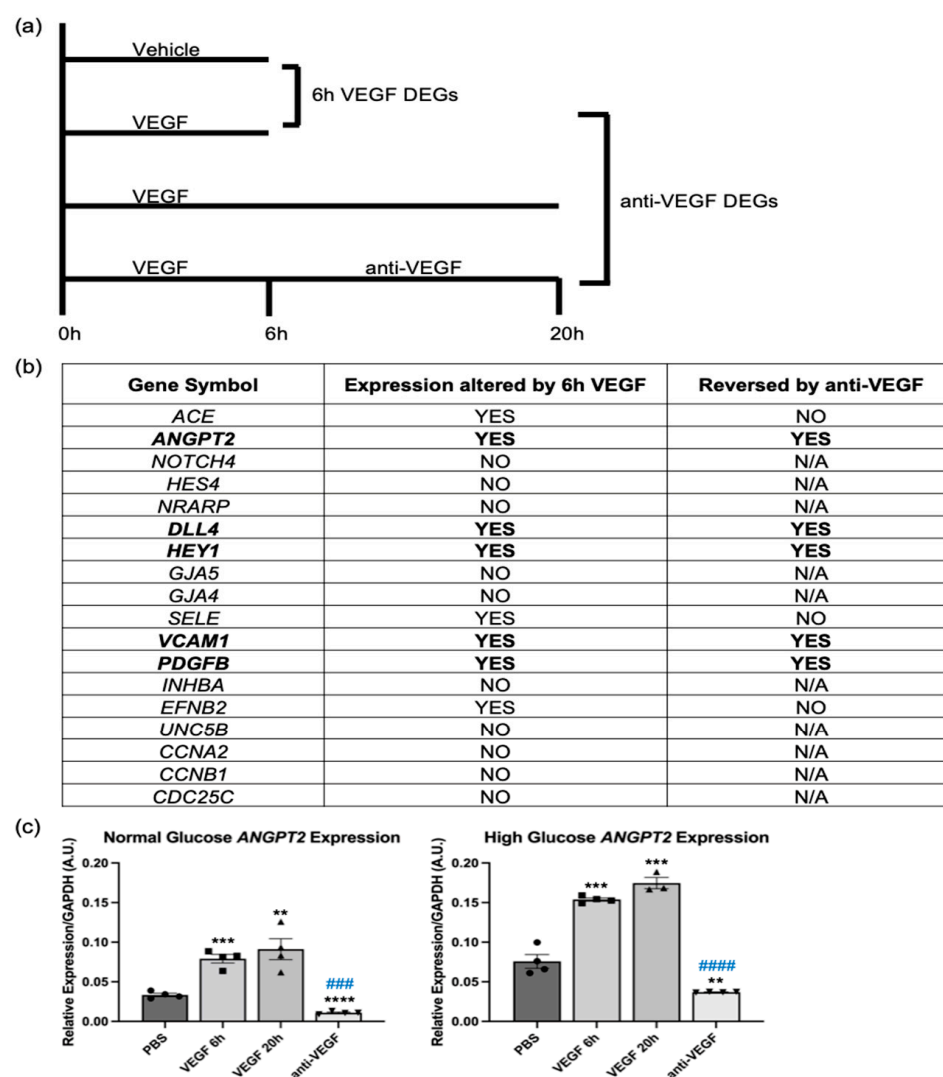 (a)
Vehicle
6h VEGF DEGs
VEGF
VEGF
anti-VEGF DEGs
VEGF anti-VEGF
0h 6h 20h
(b)
Gene Symbol Expression altered by 6h VEGF Reversed by anti-VEGF
ACE YES NO
ANGPT2 YES YES
NOTCH4 NO N/A
HES4 NO N/A
NRARP NO N/A
DLL4 YES YES
HEY1 YES YES
GJA5 NO N/A
GJA4 NO N/A
SELE YES NO
VCAM1 YES YES
PDGFB YES YES
INHBA NO N/A
EFNB2 YES NO
UNC5B NO N/A
CCNA2 NO N/A
CCNB1 NO N/A
CDC25C NO N/A
(c)
Normal Glucose ANGPT2 Expression
Relative Expression/GAPDH (A.U.)
0.20
0.15
0.10
0.05
0.00
***
**
###
****
PBS
VEGF 6h
VEGF 20h
anti-VEGF
High Glucose ANGPT2 Expression
Relative Expression/GAPDH (A.U.)
0.20
0.15
0.10
0.05
0.00
***
***
####
**
PBS
VEGF 6h
VEGF 20h
anti-VEGF